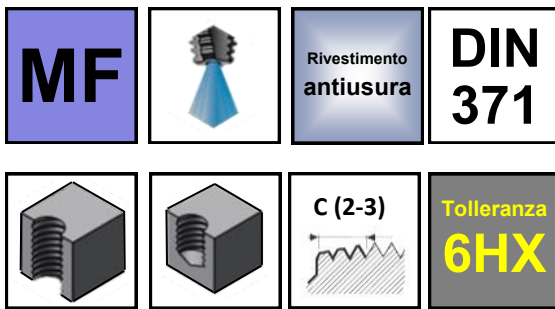 MF
Rivestimento
antiusura
DIN
371
C (2-3)
Tolleranza
6HX